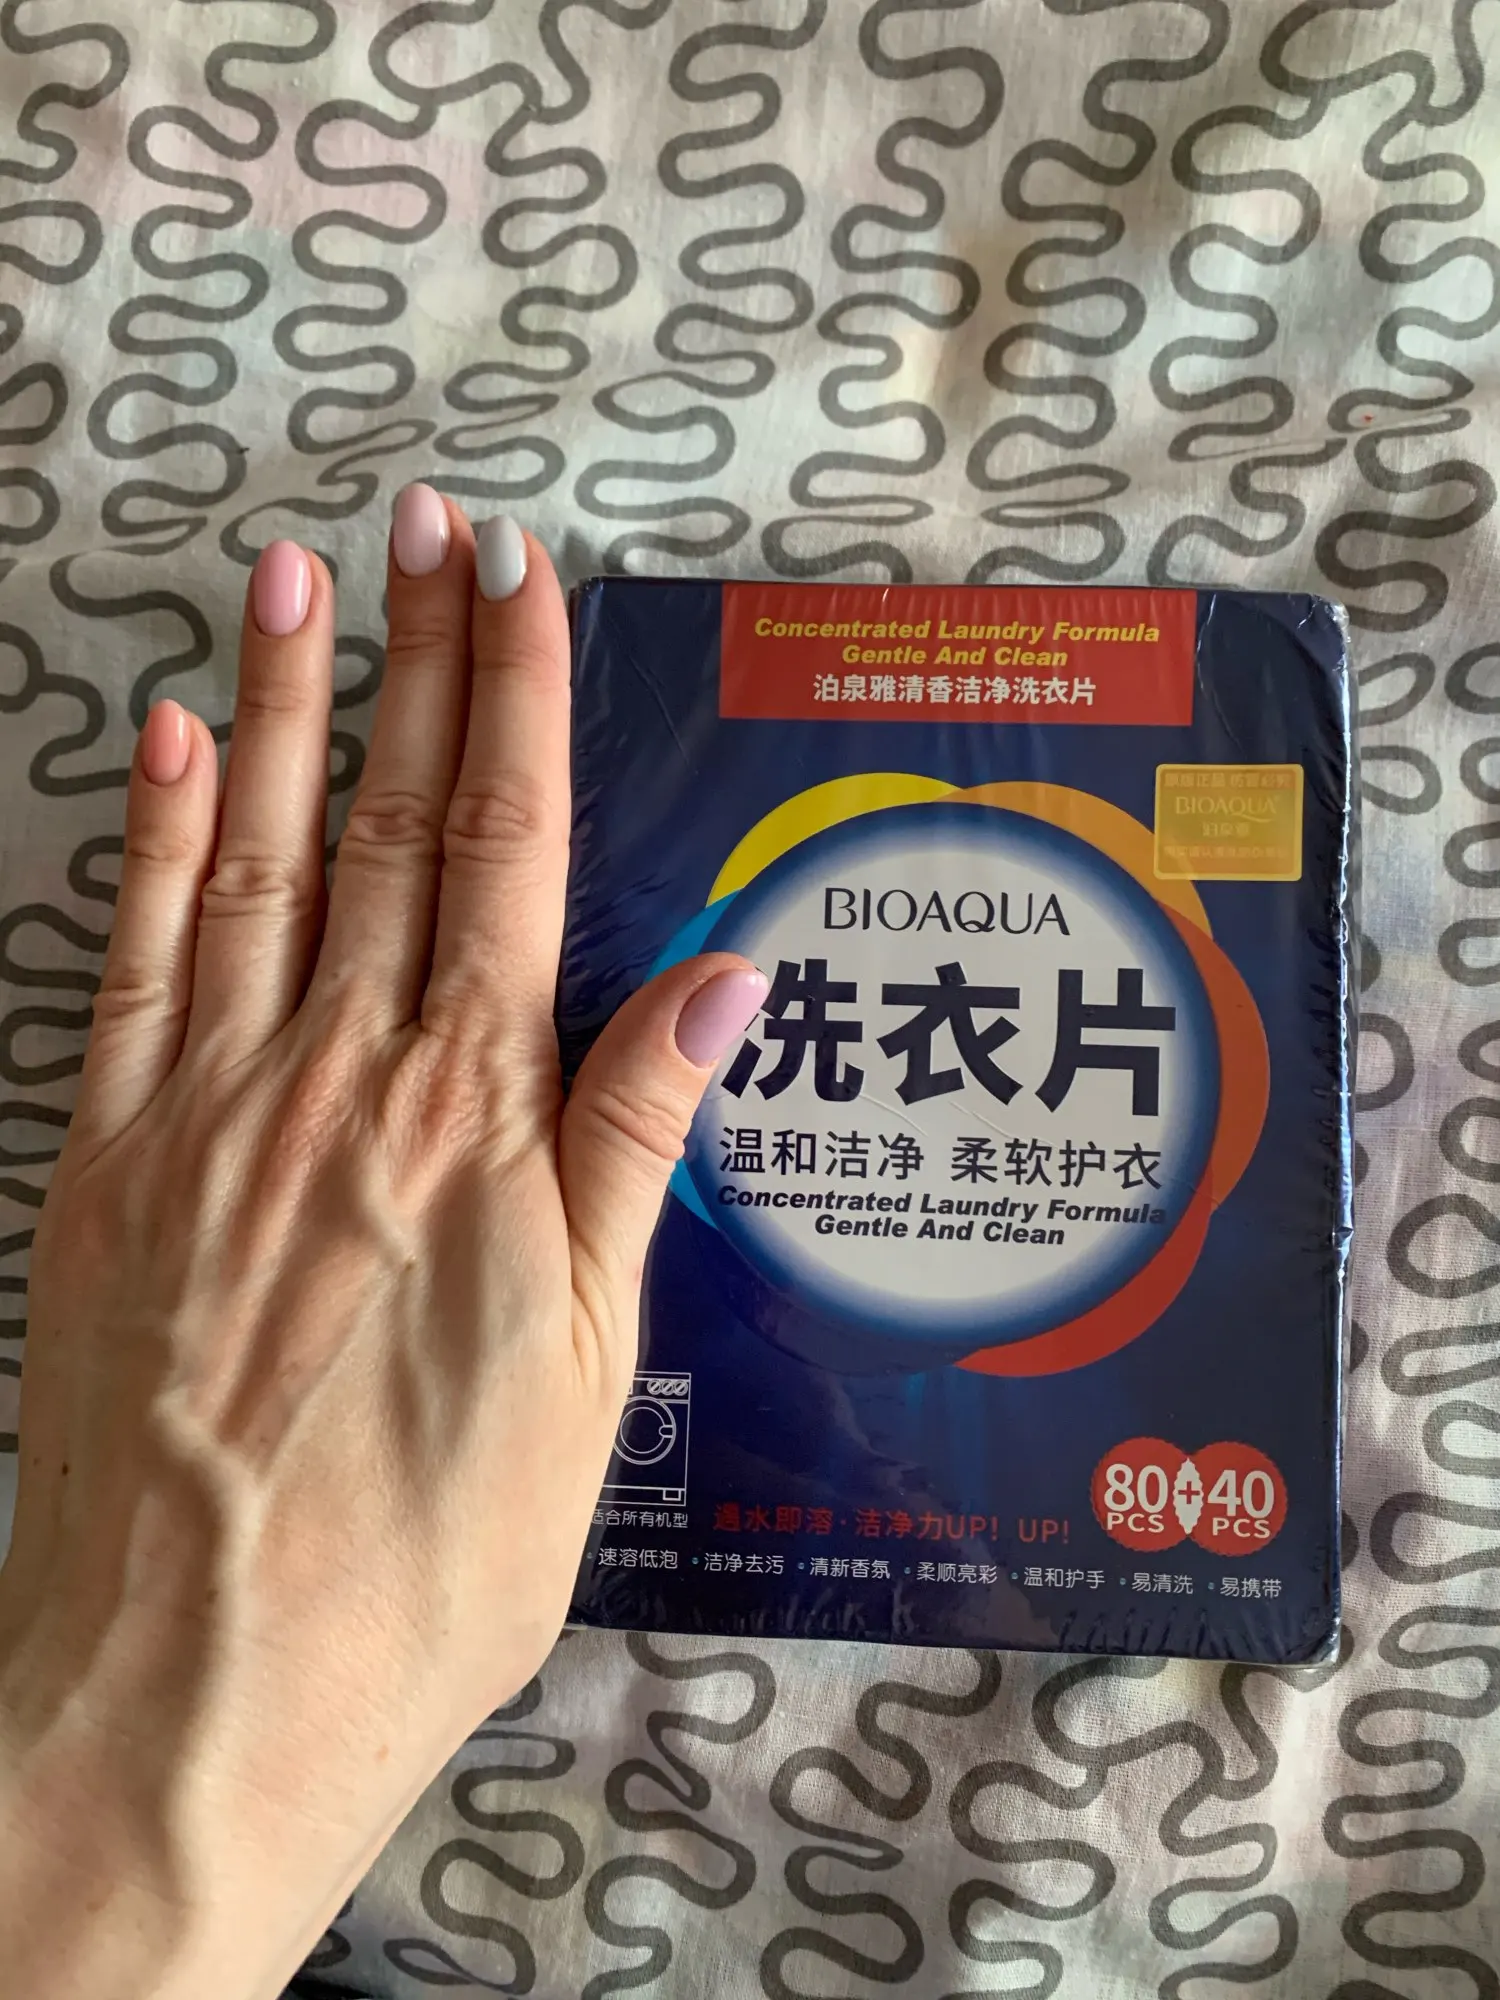 Concentrated Laundry Formula
Gentle And Clean
泊泉雅清香洁净洗衣片
BIOAQUA
BIOAQUA
洗衣片
温和洁净 柔软护衣
Concentrated Laundry Formula
Gentle And Clean
适合所有机型
遇水即溶·洁净力UP! UP!
80 + 40
PCS PCS
·速溶低泡 ·洁净去污 ·清新香氛 ·柔顺亮彩 ·温和护手 ·易清洗 ·易携带